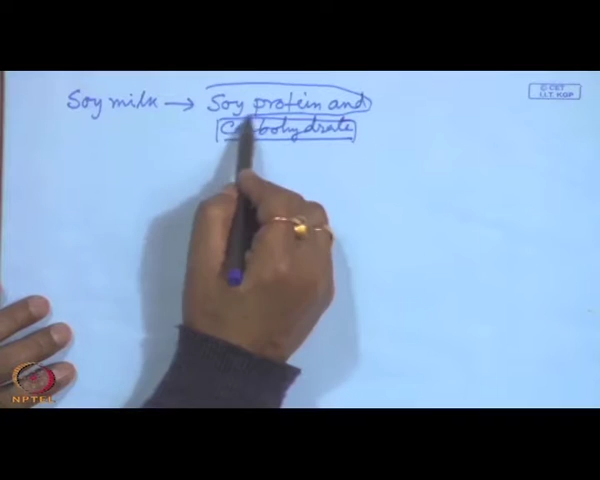 Soy milk → Soy protein and
Carbohydrate
© CET
I.I.T. KGP
NPTEL